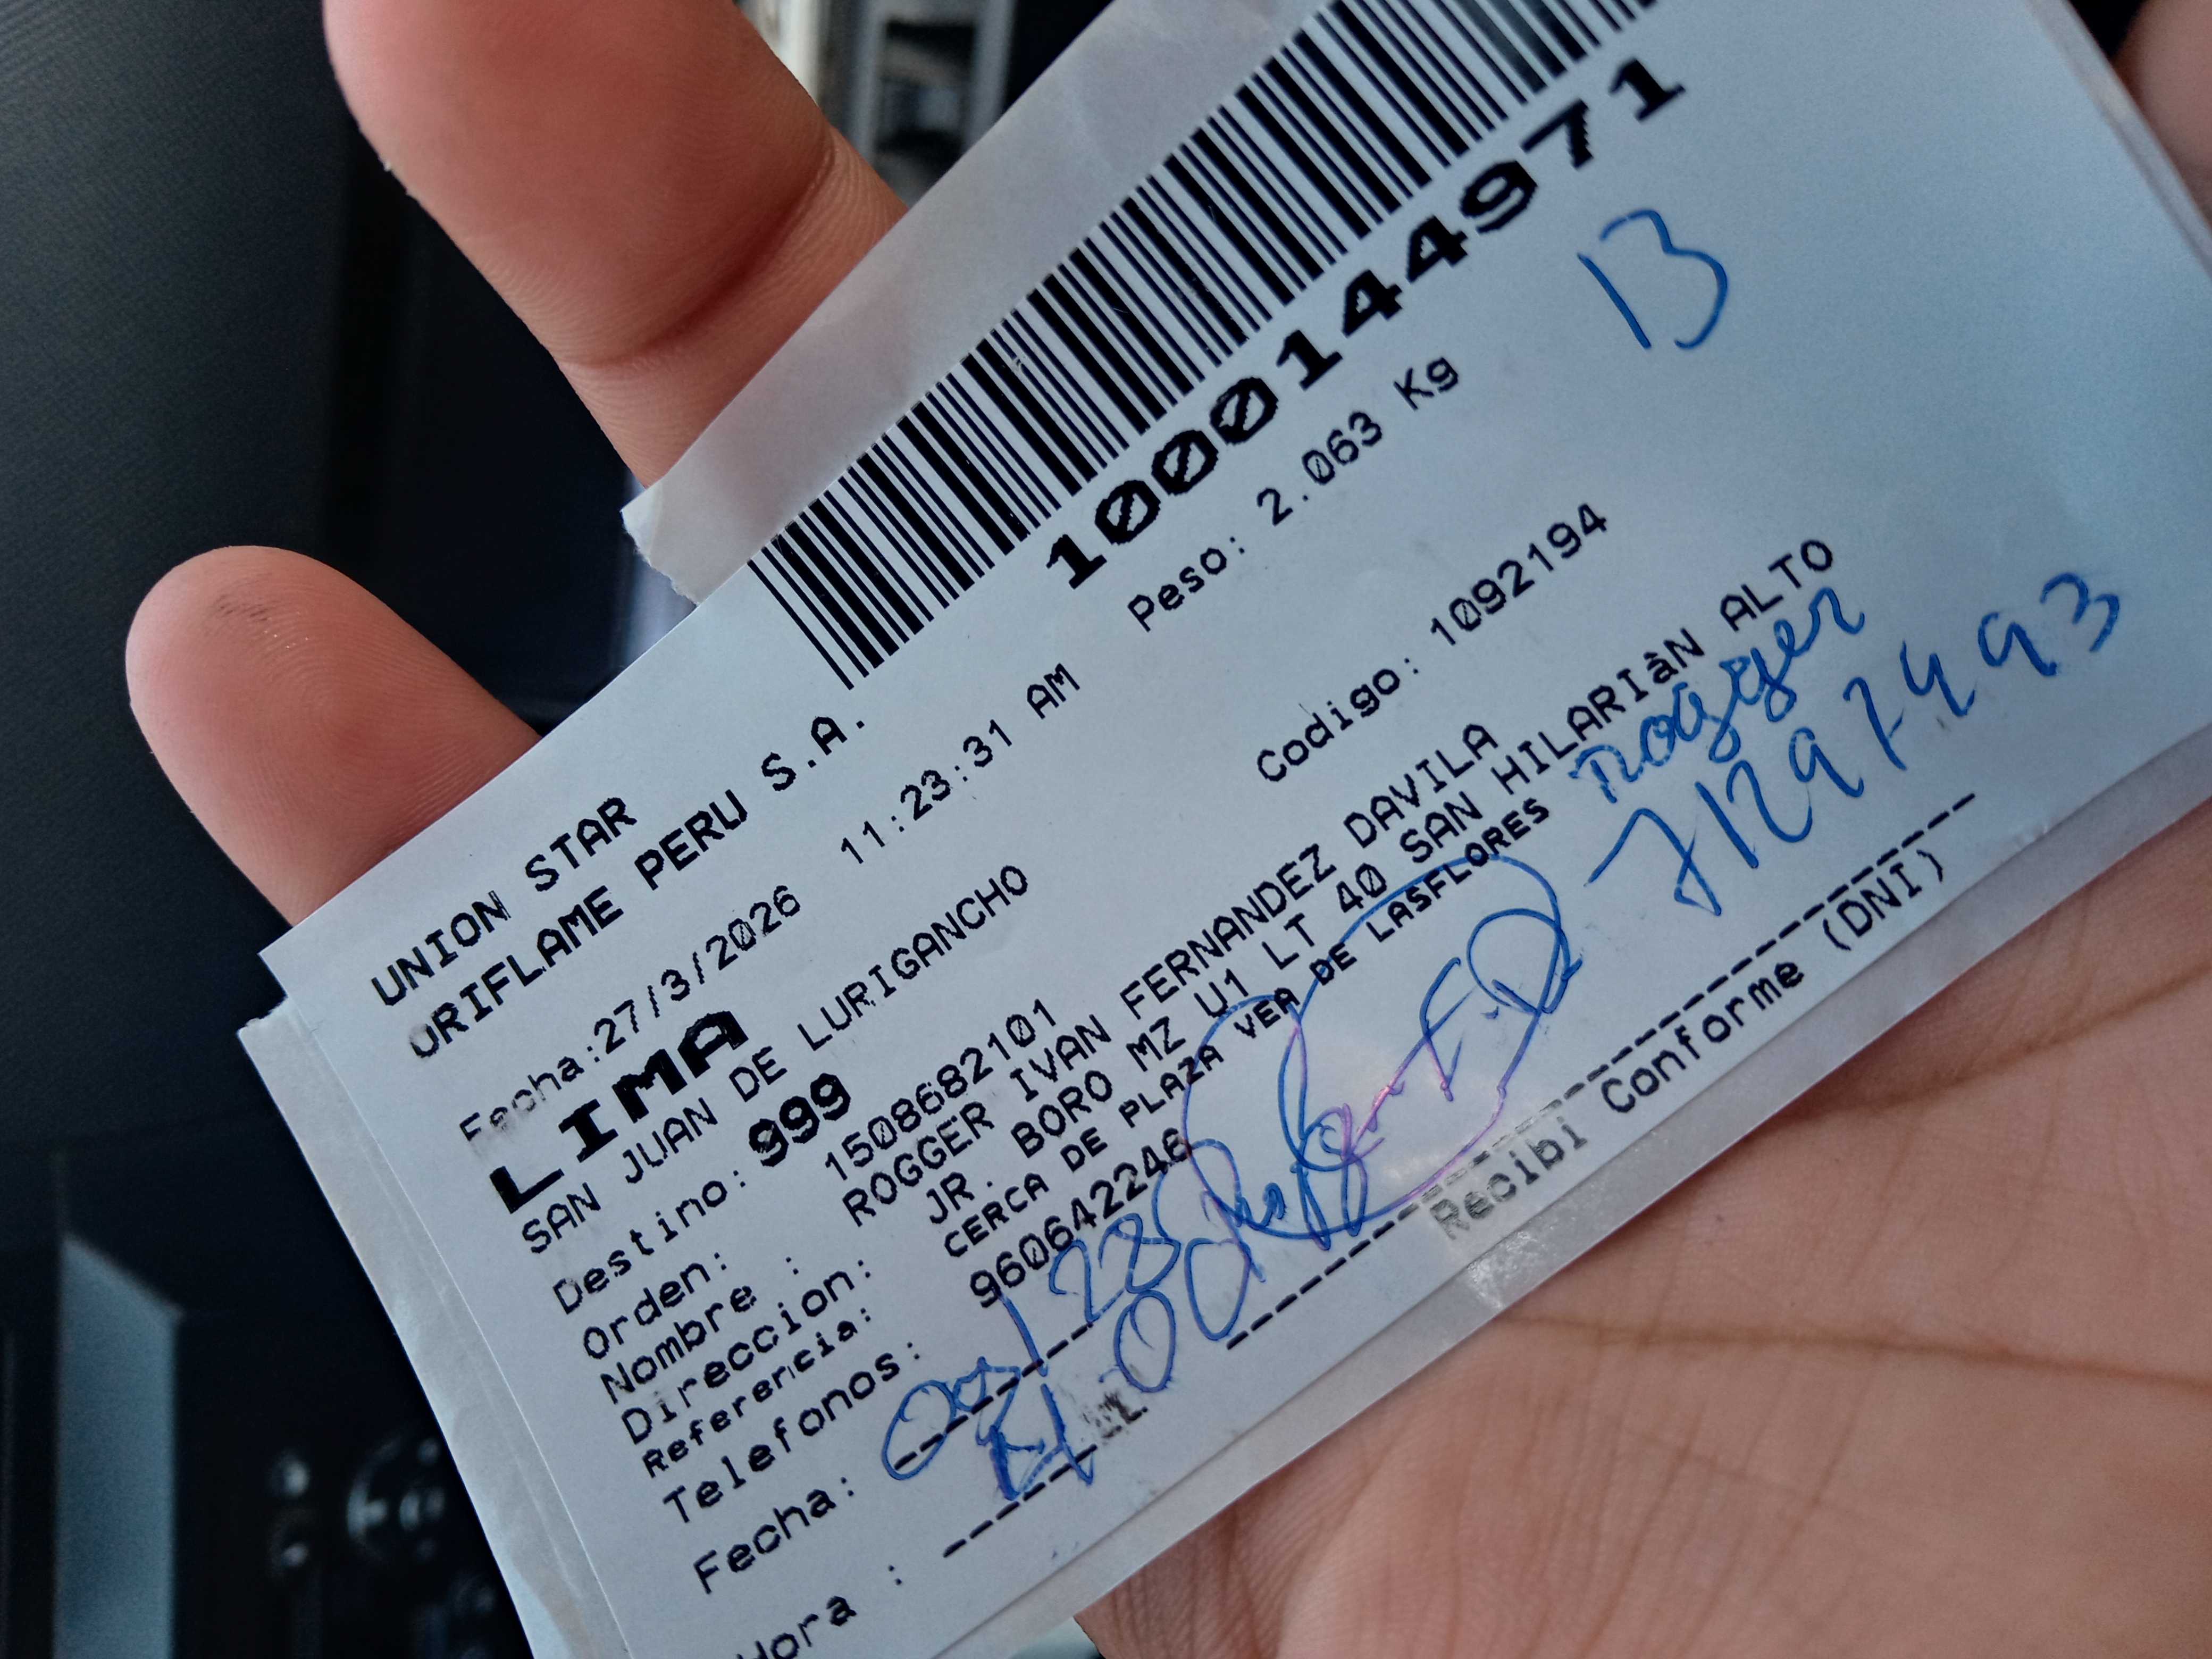 10001449971
13
UNION STAR
ORIFLAME PERU S.A.
Peso: 2.063 Kg
Fecha:27/3/2026 11:23:31 AM
LIMA
SAN JUAN DE LURIGANCHO
Destino: 999
Codigo: 1092194
Orden: 150868682101
Nombre : ROGGER IVAN FERNANDEZ DAVILA
Direccion: JR. BORO MZ U1 LT 40 SAN HILARIàN ALTO
Referencia: CERCA DE PLAZA VEA DE LASFLORES
Telefonos: 960642246
rogger
71297493
Fecha:
Hora :
Recibi Conforme (DNI)